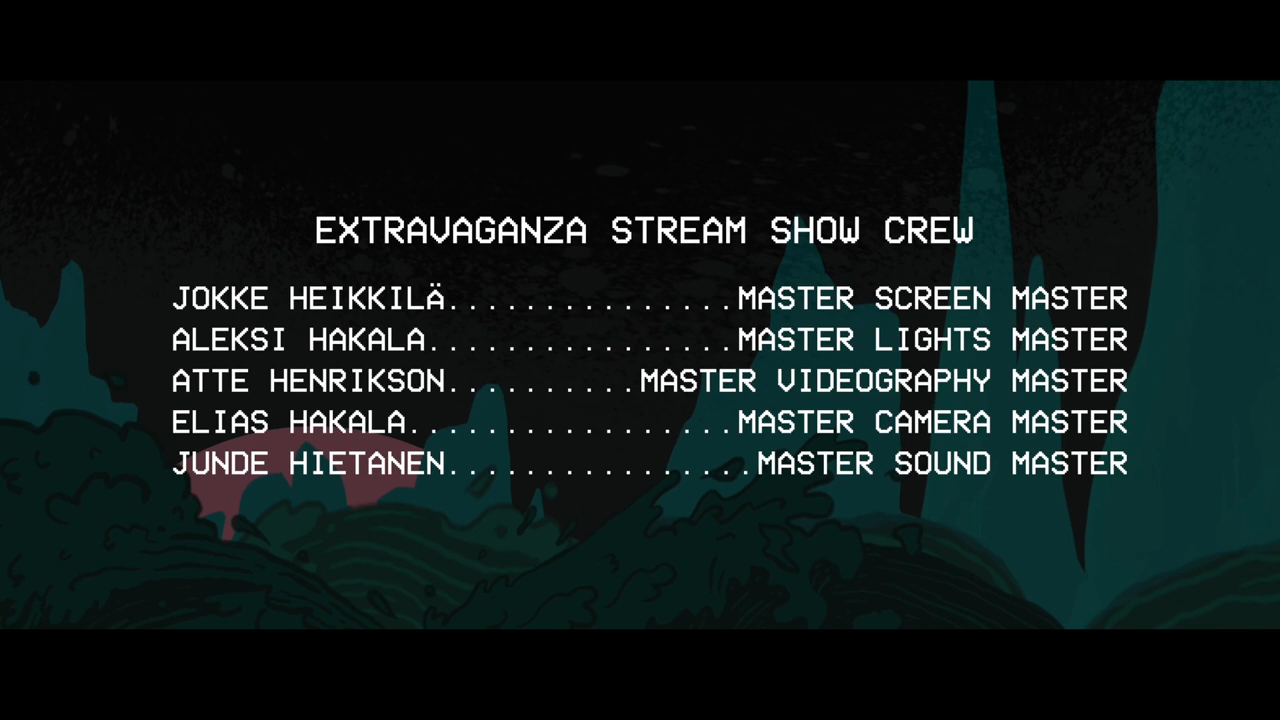 EXTRAVAGANZA STREAM SHOW CREW
JOKKE HEIKKILÄ...............MASTER SCREEN MASTER
ALEKSI HAKALA................MASTER LIGHTS MASTER
ATTE HENRIKSON..........MASTER VIDEOGRAPHY MASTER
ELIAS HAKALA.................MASTER CAMERA MASTER
JUNDE HIETANEN................MASTER SOUND MASTER